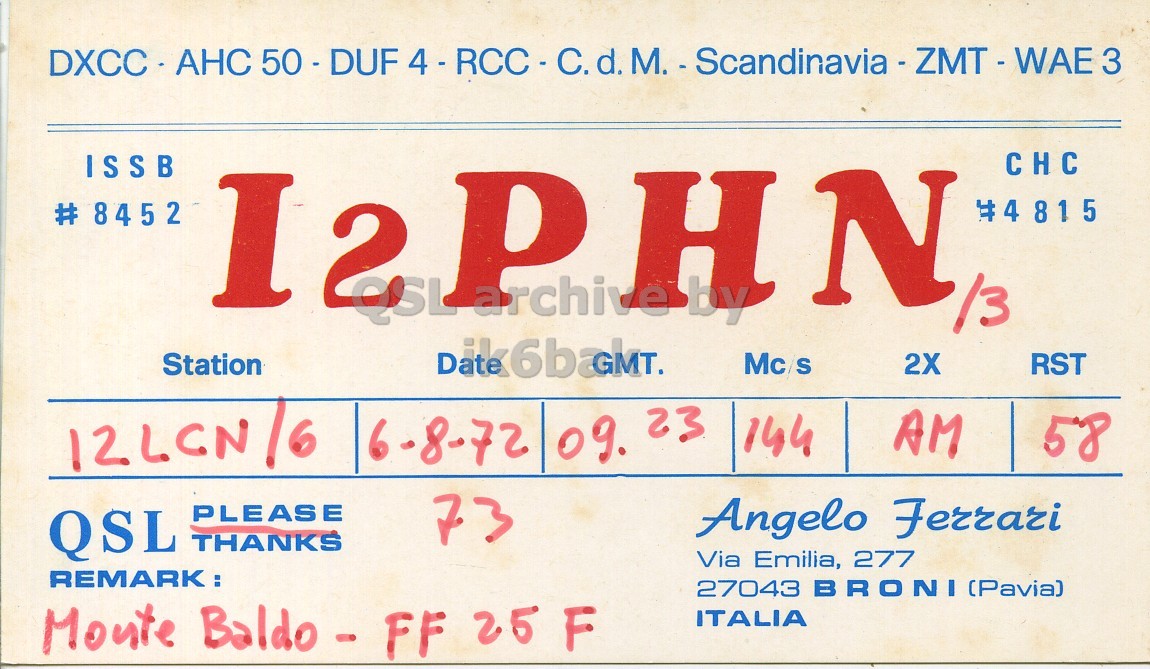 DXCC - AHC 50 - DUF 4 - RCC - C. d. M. - Scandinavia - ZMT - WAE 3
ISSB
# 8452
I2PHN /3
CHC
# 4815
QSL archive by
ik6bak
Station Date GMT. Mc/s 2X RST
I2LCN/6 6-8-72 09.23 144 AM 58
QSL PLEASE
THANKS
73
REMARK :
Monte Baldo - FF 25 F
Angelo Ferrari
Via Emilia, 277
27043 BRONI (Pavia)
ITALIA